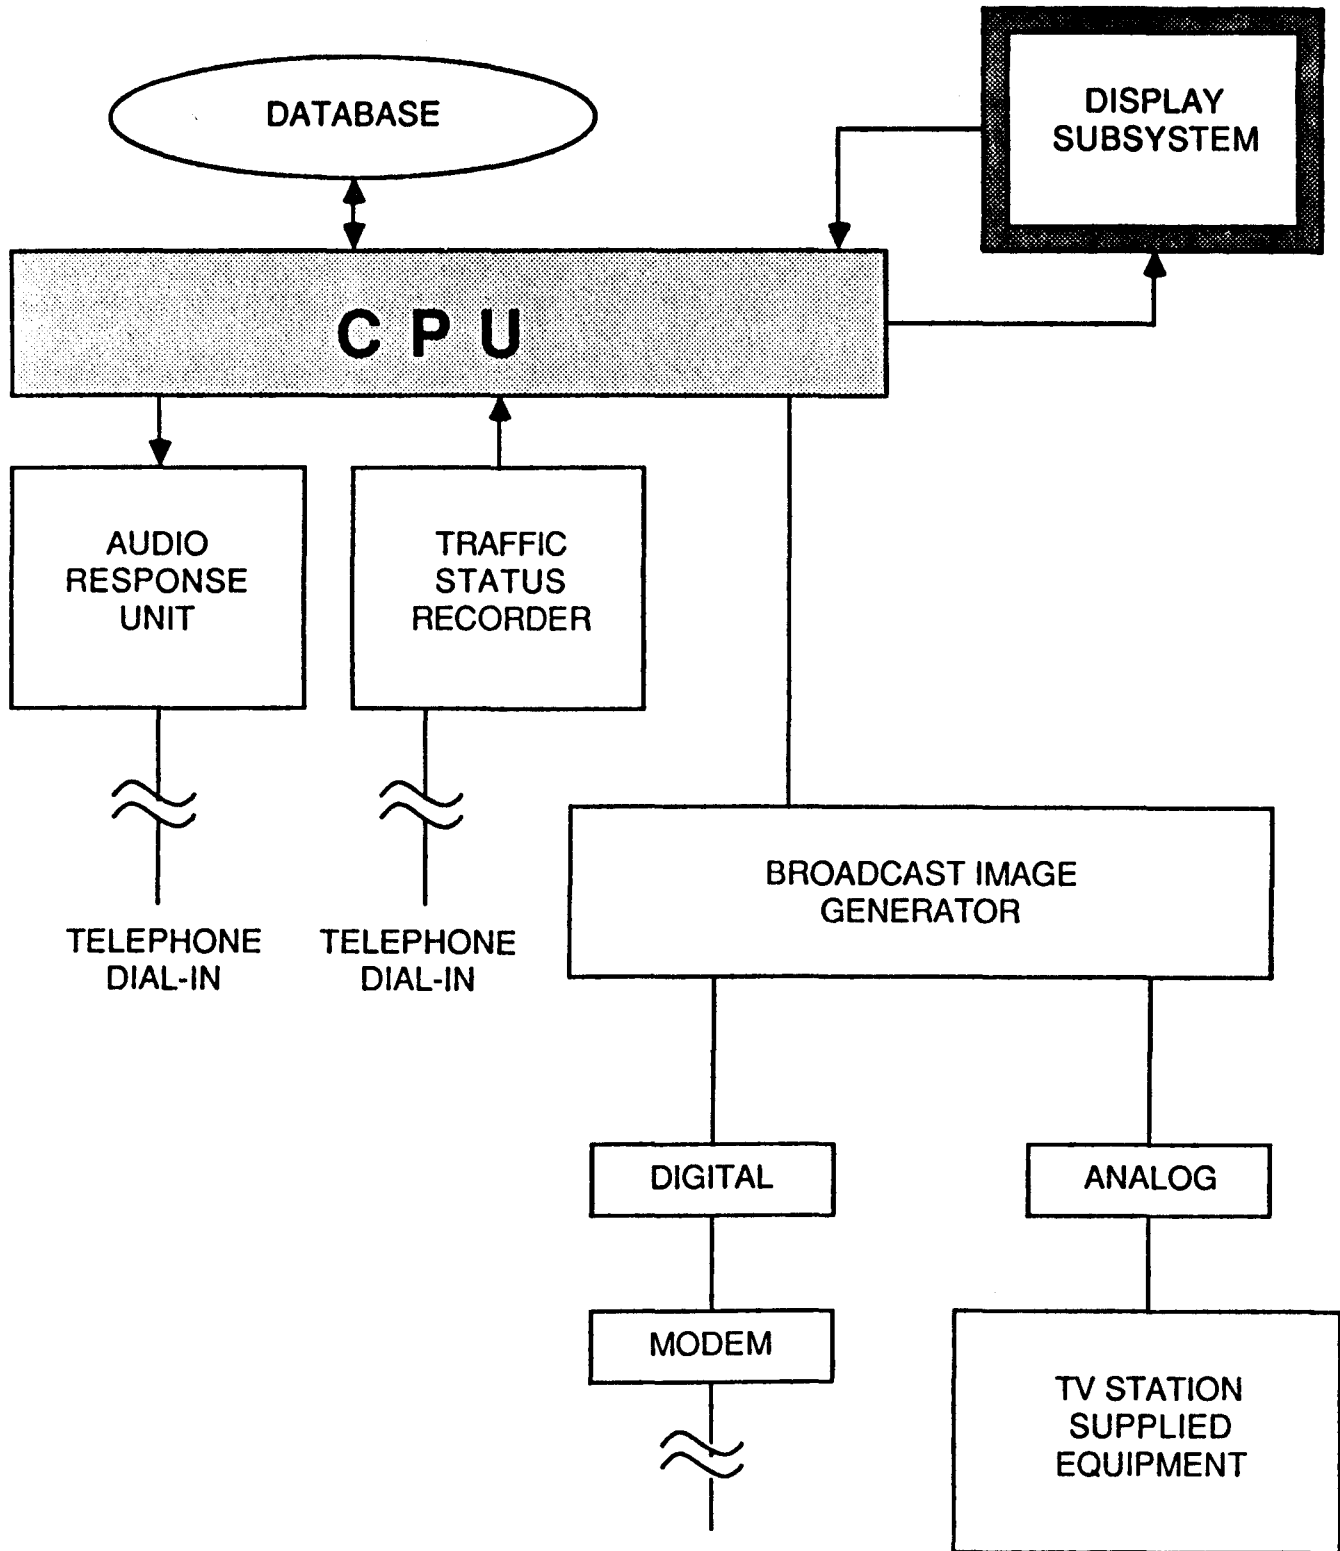 DATABASE
DISPLAY
SUBSYSTEM
C P U
AUDIO
RESPONSE
UNIT
TRAFFIC
STATUS
RECORDER
BROADCAST IMAGE
GENERATOR
TELEPHONE
DIAL-IN
TELEPHONE
DIAL-IN
DIGITAL
ANALOG
MODEM
TV STATION
SUPPLIED
EQUIPMENT